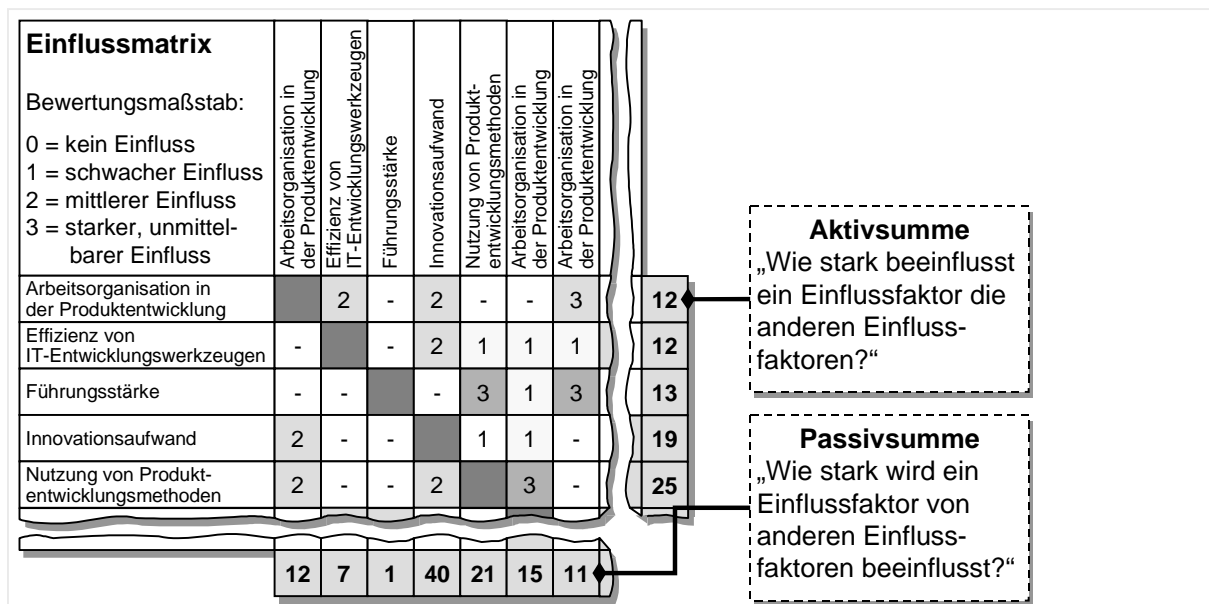 Einflussmatrix
Bewertungsmaßstab:
0 = kein Einfluss
1 = schwacher Einfluss
2 = mittlerer Einfluss
3 = starker, unmittel-
barer Einfluss
Arbeitsorganisation in
der Produktentwicklung
Effizienz von
IT-Entwicklungswerkzeugen
Führungsstärke
Innovationsaufwand
Nutzung von Produkt-
entwicklungsmethoden
Arbeitsorganisation in
der Produktentwicklung
Arbeitsorganisation in
der Produktentwicklung
Arbeitsorganisation in
der Produktentwicklung
2 - 2 - - 3 12
Effizienz von
IT-Entwicklungswerkzeugen
- - 2 1 1 1 12
Führungsstärke
- - - 3 1 3 13
Innovationsaufwand
2 - - 1 1 - 19
Nutzung von Produkt-
entwicklungsmethoden
2 - - 2 3 - 25
12 7 1 40 21 15 11
Aktivsumme
„Wie stark beeinflusst
ein Einflussfaktor die
anderen Einfluss-
faktoren?“
Passivsumme
„Wie stark wird ein
Einflussfaktor von
anderen Einfluss-
faktoren beeinflusst?“